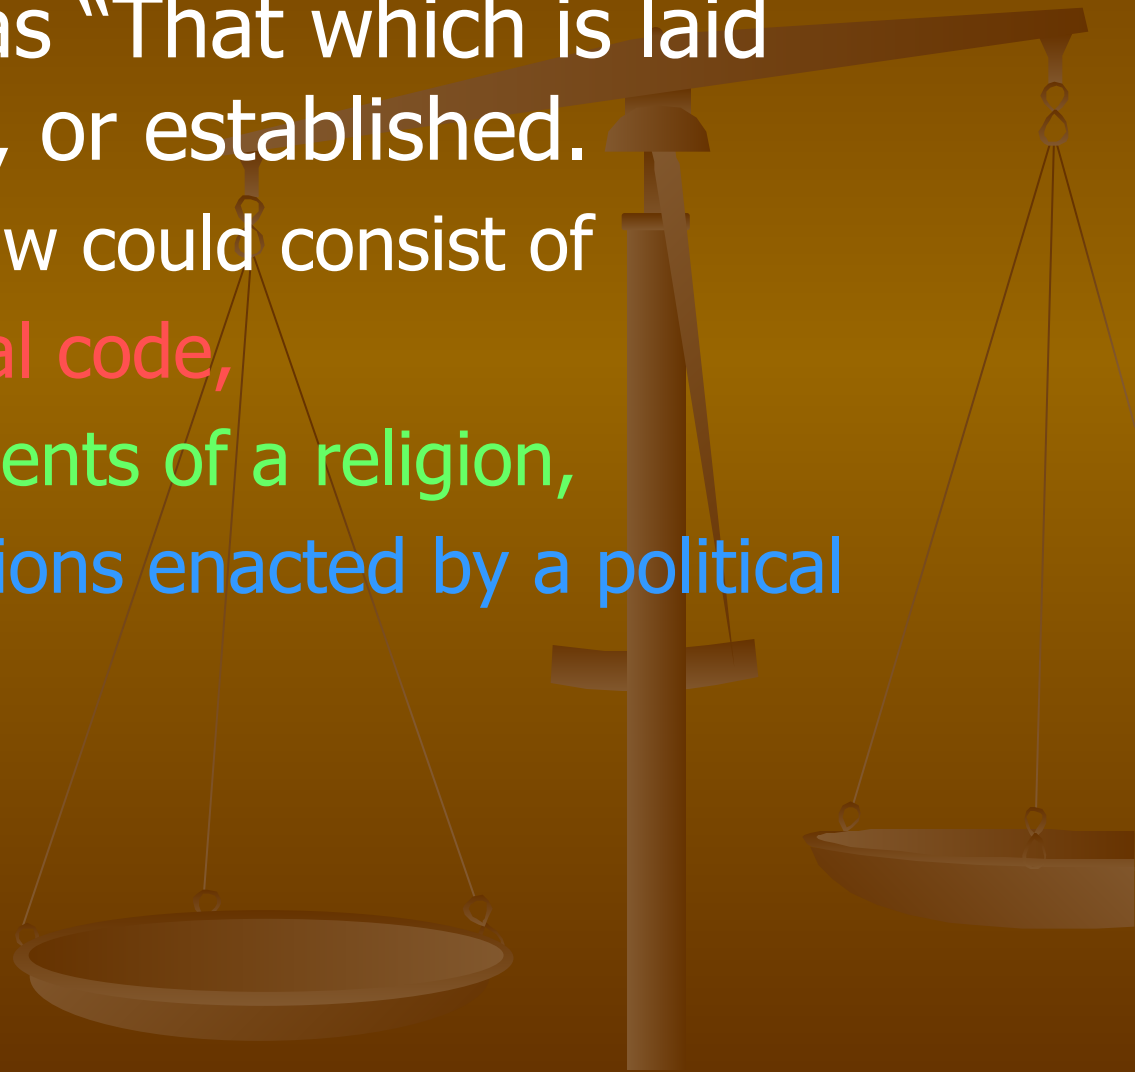 as “That which is laid
, or established.
w could consist of
al code,
ents of a religion,
ions enacted by a political